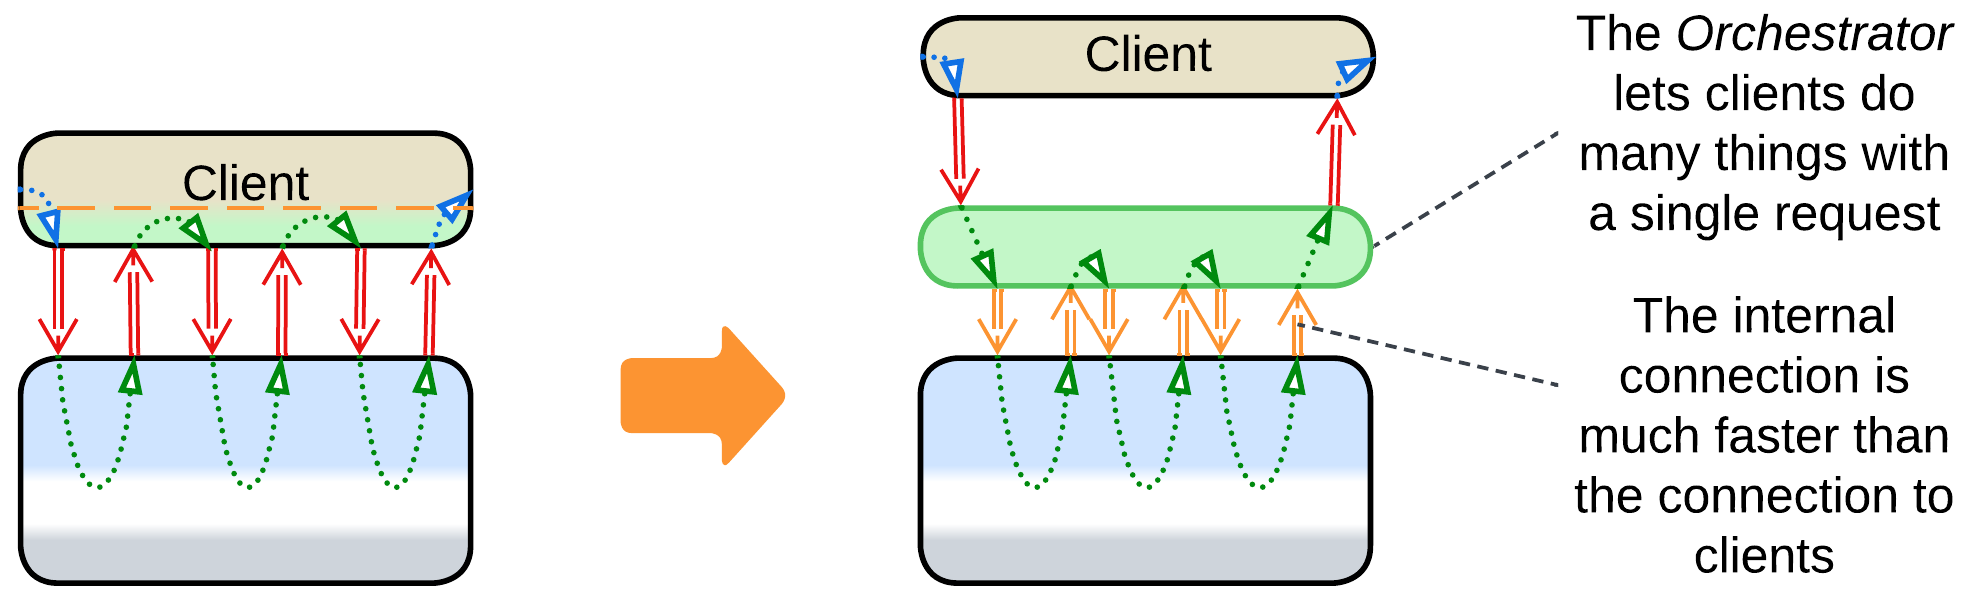 Client
Client
The Orchestrator
lets clients do
many things with
a single request
The internal
connection is
much faster than
the connection to
clients